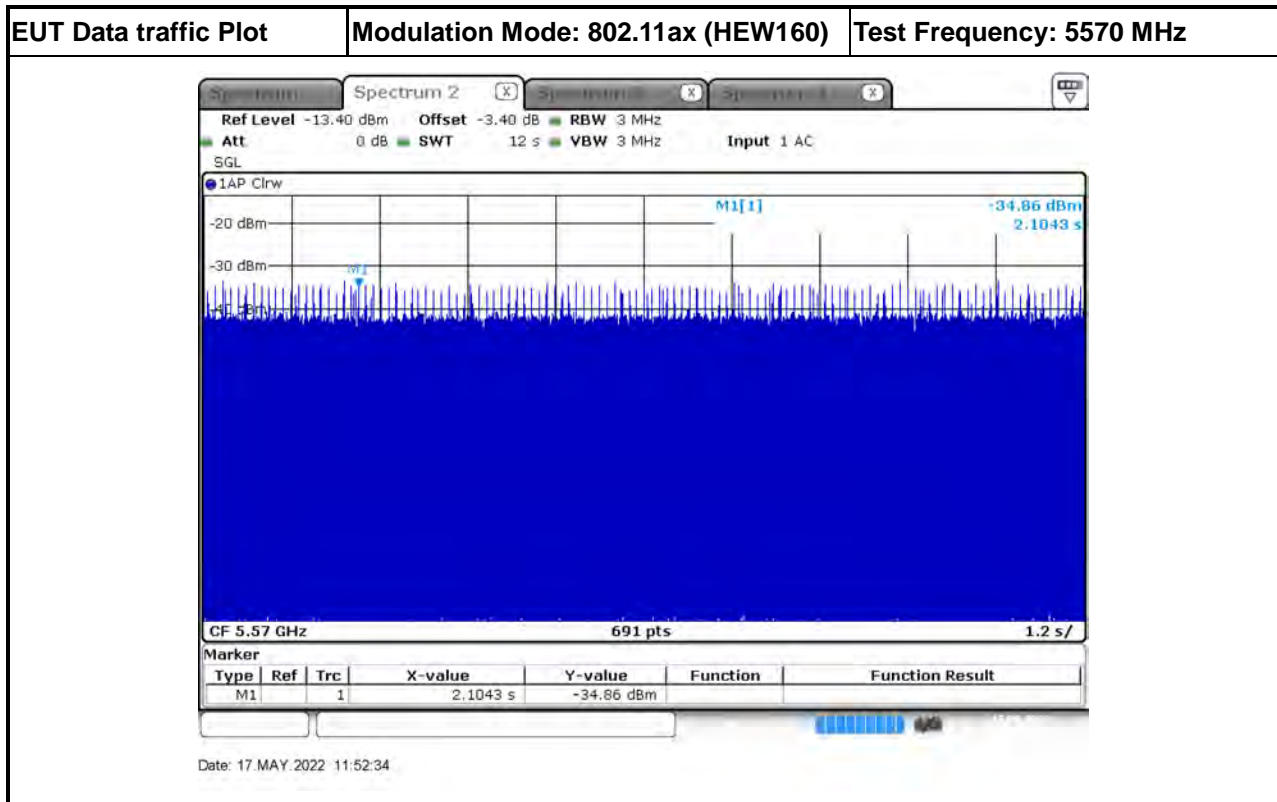 EUT Data traffic Plot Modulation Mode: 802.11ax (HEW160) Test Frequency: 5570 MHz
Spectrum 2 X X X
Ref Level -13.40 dBm Offset -3.40 dB RBW 3 MHz
Att 0 dB SWT 12 s VBW 3 MHz Input 1 AC
SGL
1AP Clrw
M1[1] -34.86 dBm
-20 dBm 2.1043 s
-30 dBm
M1
CF 5.57 GHz 691 pts 1.2 s/
Marker
Type Ref Trc X-value Y-value Function Function Result
M1 1 2.1043 s -34.86 dBm
Date: 17.MAY.2022 11:52:34